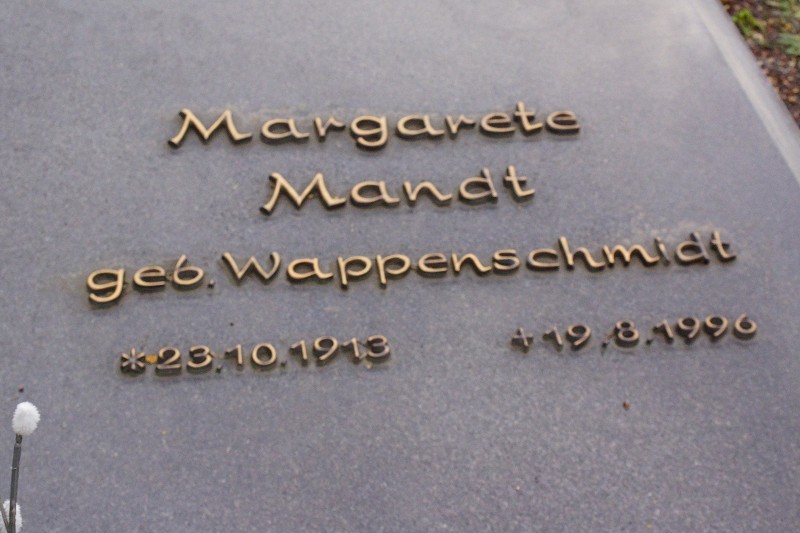 Margarete
Mandt
geb. Wappenschmidt
*23.10.1913 +19.8.1996